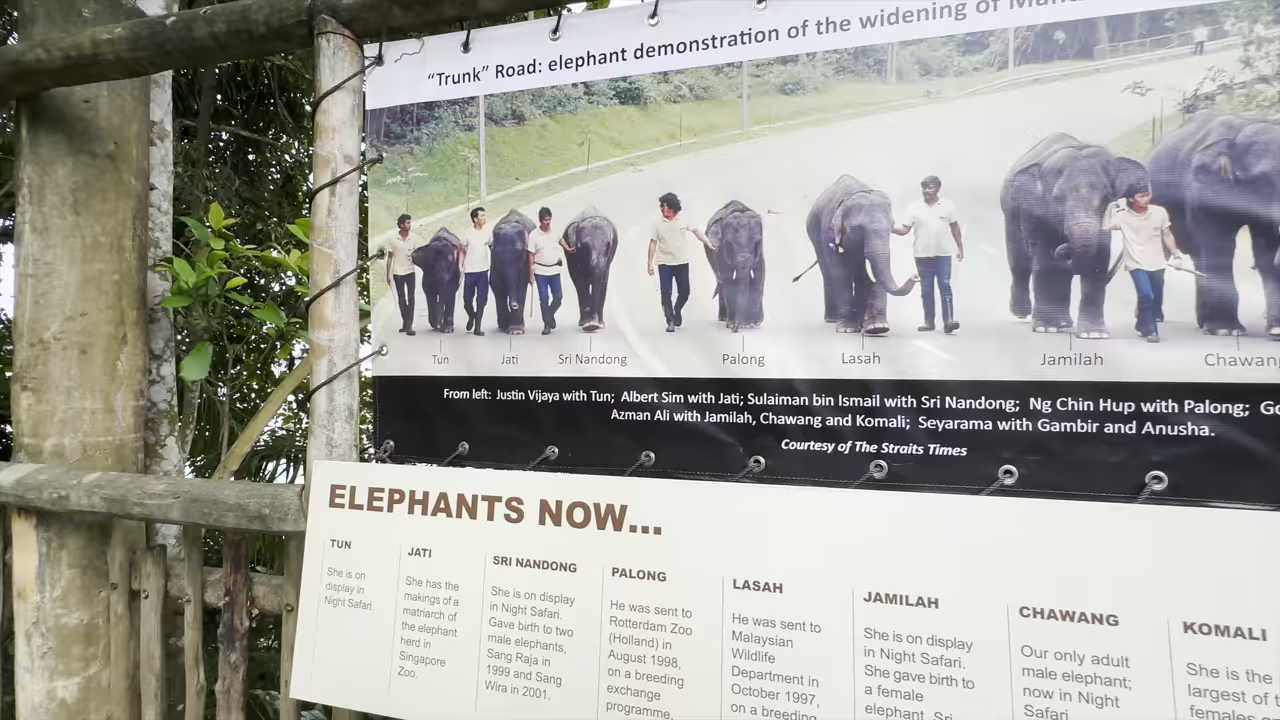 “Trunk” Road: elephant demonstration of the widening of
Tun Jati Sri Nandong Palong Lasah Jamilah Chawang
From left: Justin Vijaya with Tun; Albert Sim with Jati; Sulaiman bin Ismail with Sri Nandong; Ng Chin Hup with Palong;
Azman Ali with Jamilah, Chawang and Komali; Seyarama with Gambir and Anusha.
Courtesy of The Straits Times
ELEPHANTS NOW...
TUN
She is on
display in
Night Safari.
JATI
She has the
makings of a
matriarch of
the elephant
herd in
Singapore
Zoo.
SRI NANDONG
She is on display
in Night Safari.
Gave birth to two
male elephants,
Sang Raja in
1999 and Sang
Wira in 2001.
PALONG
He was sent to
Rotterdam Zoo
(Holland) in
August 1998,
on a breeding
exchange
programme,
LASAH
He was sent to
Malaysian
Wildlife
Department in
October 1997,
on a breeding
JAMILAH
She is on display
in Night Safari.
She gave birth to
a female
elephant, Sri
CHAWANG
Our only adult
male elephant;
now in Night
Safari
KOMALI
She is the
largest of
females